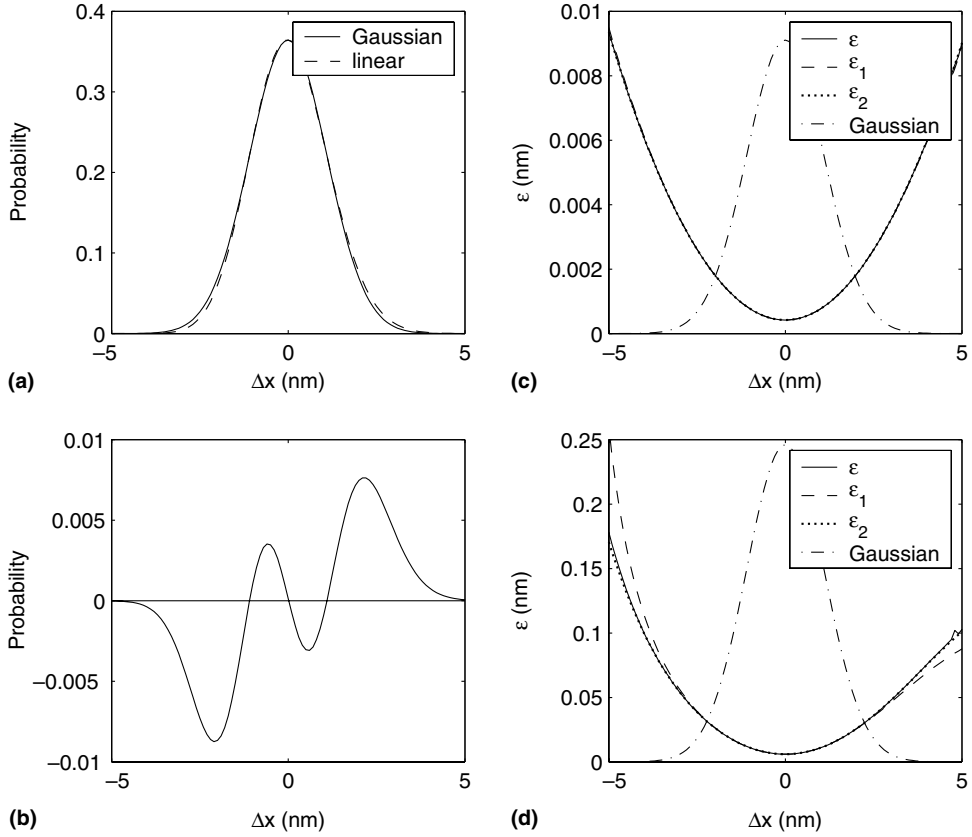 0.4
0.3
0.2
0.1
0
Probability
Gaussian
linear
−5
0
5
Δx (nm)
(a)
0.01
0.008
0.006
0.004
0.002
0
ε (nm)
ε
ε1
ε2
Gaussian
−5
0
5
Δx (nm)
(c)
0.01
0.005
0
−0.005
−0.01
Probability
−5
0
5
Δx (nm)
(b)
0.25
0.2
0.15
0.1
0.05
0
ε (nm)
ε
ε1
ε2
Gaussian
−5
0
5
Δx (nm)
(d)